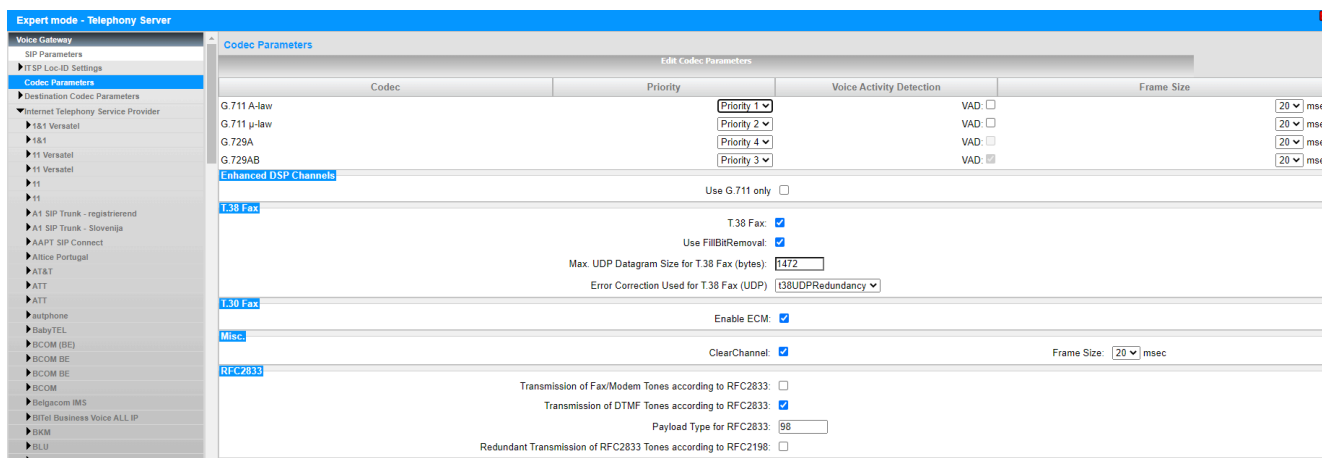 Expert mode - Telephony Server
Voice Gateway
SIP Parameters
ITSP Loc-ID Settings
Codec Parameters
Destination Codec Parameters
Internet Telephony Service Provider
1&1 Versatel
1&1
11 Versatel
11 Versatel
11
11
A1 SIP Trunk - registrierend
A1 SIP Trunk - Slovenija
AAPT SIP Connect
Altice Portugal
AT&T
ATT
ATT
autphone
BabyTEL
BCOM (BE)
BCOM BE
BCOM BE
BCOM
Belgacom IMS
BITel Business Voice ALL IP
BKM
BLU
Codec Parameters
Edit Codec Parameters
Codec Priority Voice Activity Detection Frame Size
G.711 A-law Priority 1 VAD: 20 mse
G.711 μ-law Priority 2 VAD: 20 mse
G.729A Priority 4 VAD: 20 mse
G.729AB Priority 3 VAD: 20 mse
Enhanced DSP Channels
Use G.711 only
T.38 Fax
T.38 Fax:
Use FillBitRemoval:
Max. UDP Datagram Size for T.38 Fax (bytes): 1472
Error Correction Used for T.38 Fax (UDP) t38UDPRedundancy
T.30 Fax
Enable ECM:
Misc.
ClearChannel: Frame Size: 20 msec
RFC2833
Transmission of Fax/Modem Tones according to RFC2833:
Transmission of DTMF Tones according to RFC2833:
Payload Type for RFC2833: 98
Redundant Transmission of RFC2833 Tones according to RFC2198: